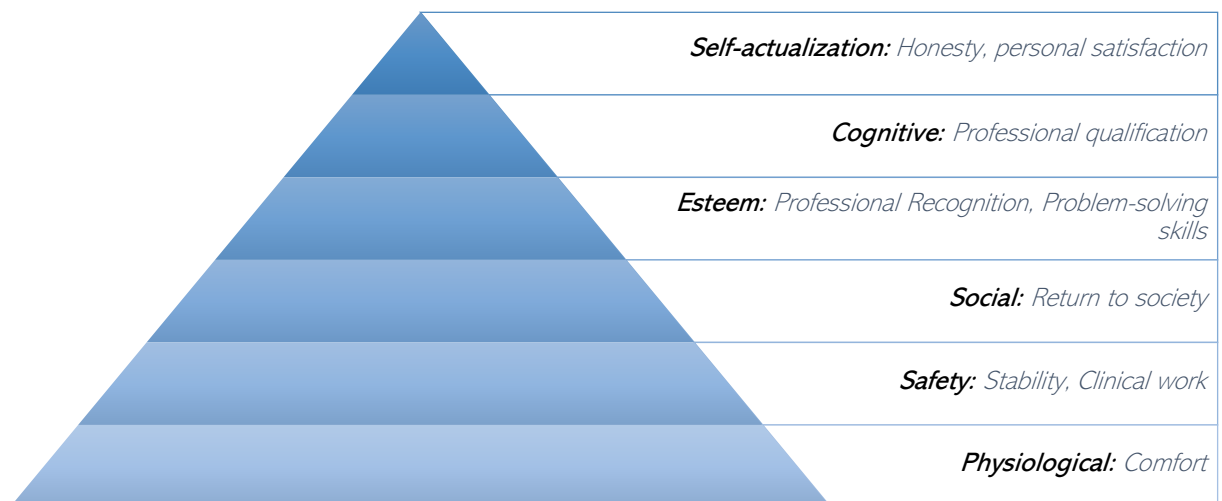 Self-actualization: Honesty, personal satisfaction
Cognitive: Professional qualification
Esteem: Professional Recognition, Problem-solving
skills
Social: Return to society
Safety: Stability, Clinical work
Physiological: Comfort